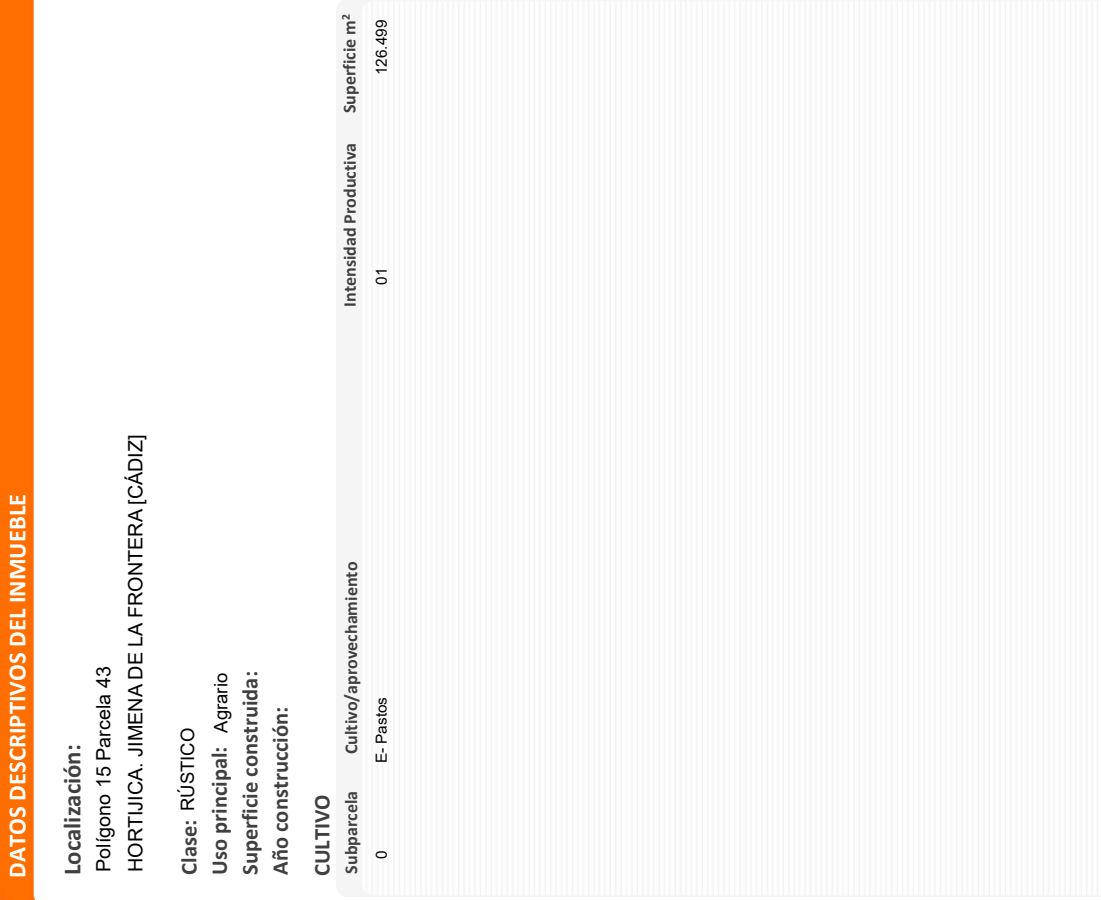 DATOS DESCRIPTIVOS DEL INMUEBLE
Localización:
Polígono 15 Parcela 43
HORTIJICA. JIMENA DE LA FRONTERA [CÁDIZ]
Clase: RÚSTICO
Uso principal: Agrario
Superficie construida:
Año construcción:
CULTIVO
Subparcela Cultivo/aprovechamiento Intensidad Productiva Superficie m²
0 E- Pastos 01 126.499